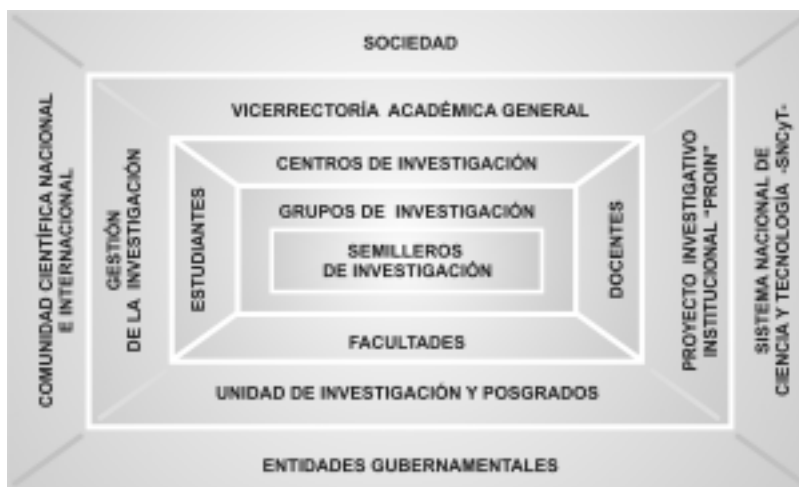 SOCIEDAD
COMUNIDAD CIENTÍFICA NACIONAL
E INTERNACIONAL
VICERRECTORÍA ACADÉMICA GENERAL
GESTIÓN
DE LA INVESTIGACIÓN
CENTROS DE INVESTIGACIÓN
ESTUDIANTES
GRUPOS DE INVESTIGACIÓN
SEMILLEROS
DE INVESTIGACIÓN
DOCENTES
FACULTADES
PROYECTO INVESTIGATIVO
INSTITUCIONAL "PROIN"
UNIDAD DE INVESTIGACIÓN Y POSGRADOS
SISTEMA NACIONAL DE
CIENCIA Y TECNOLOGÍA -SNCyT-
ENTIDADES GUBERNAMENTALES